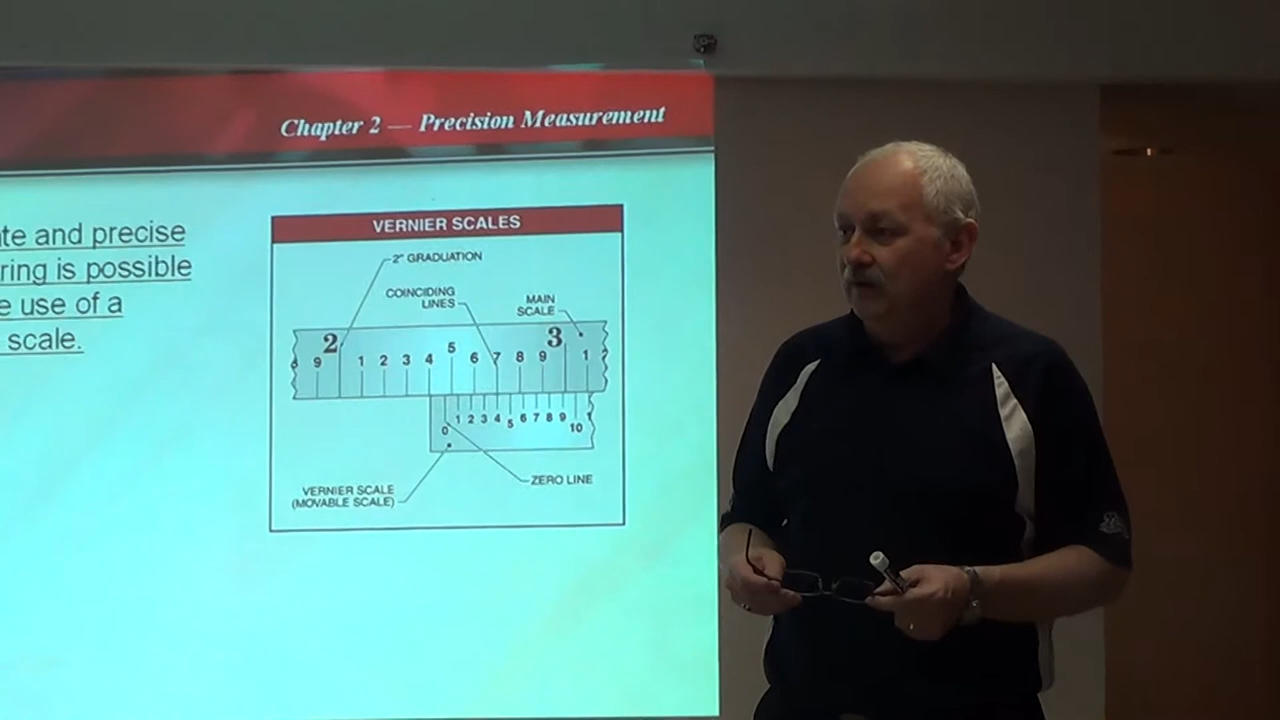 Chapter 2 — Precision Measurement
te and precise
ring is possible
e use of a
scale.
VERNIER SCALES
2" GRADUATION
COINCIDING
LINES
MAIN
SCALE
9 2 1 2 3 4 5 6 7 8 9 3 1
0 1 2 3 4 5 6 7 8 9 10
ZERO LINE
VERNIER SCALE
(MOVABLE SCALE)